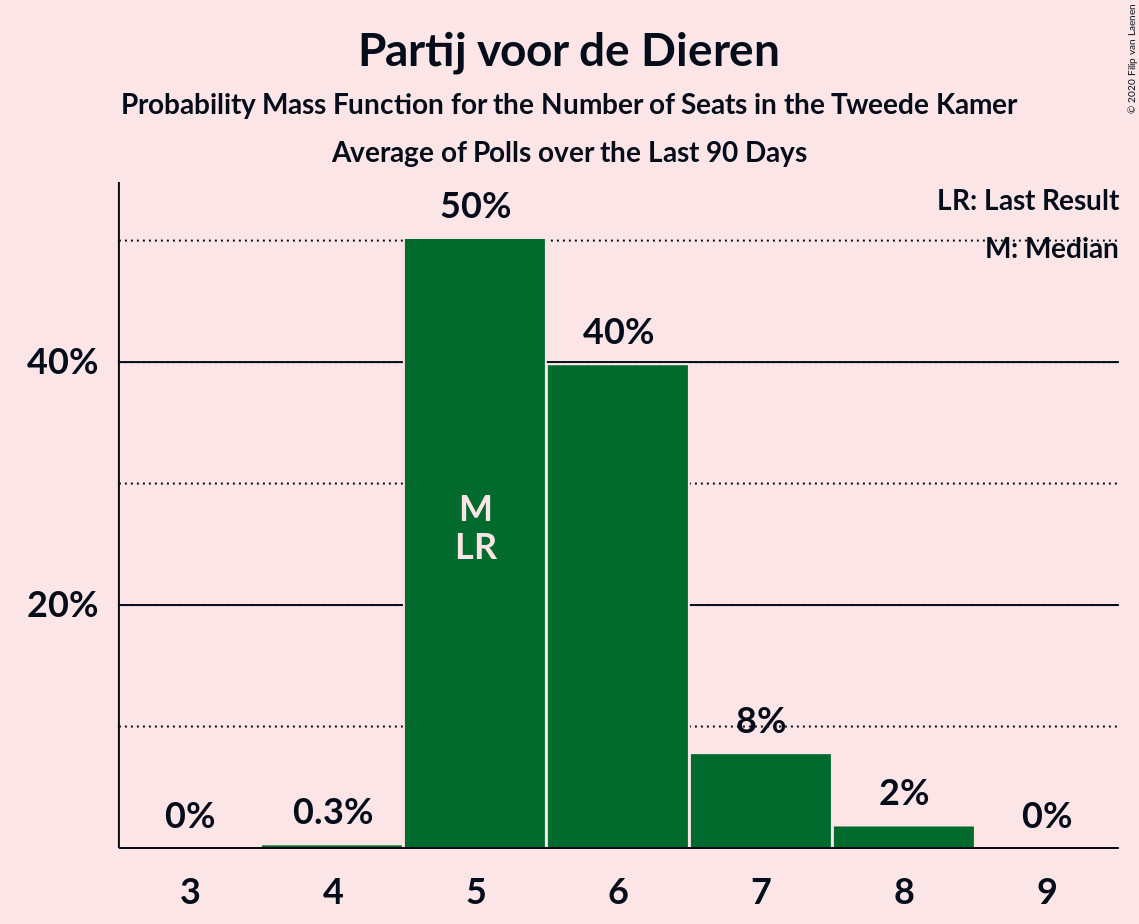 Partij voor de Dieren
Probability Mass Function for the Number of Seats in the Tweede Kamer
Average of Polls over the Last 90 Days
© 2020 Filip van Laenen
LR: Last Result
M: Median
50%
40%
40%
M
LR
20%
8%
2%
0%
0.3%
0%
3 4 5 6 7 8 9